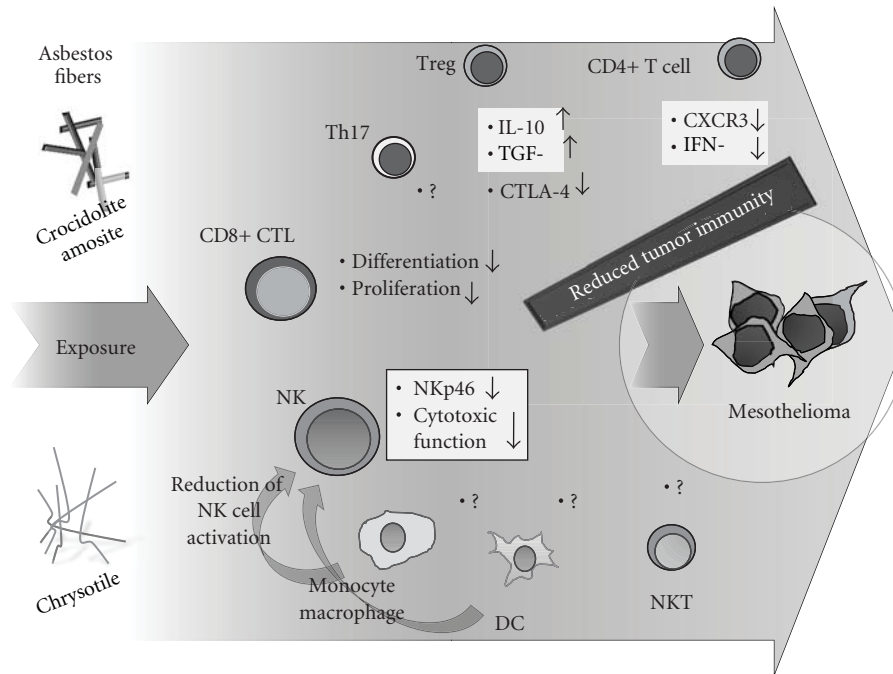 Asbestos
fibers
Crocidolite
amosite
Exposure
Chrysotile
Treg
CD4+ T cell
Th17
• IL-10 ↑
• TGF- ↑
• CTLA-4 ↓
• CXCR3 ↓
• IFN- ↓
• ?
CD8+ CTL
• Differentiation ↓
• Proliferation ↓
Reduced tumor immunity
Mesothelioma
NK
• NKp46 ↓
• Cytotoxic
function ↓
Reduction of
NK cell
activation
• ?
• ?
• ?
Monocyte
macrophage
DC
NKT